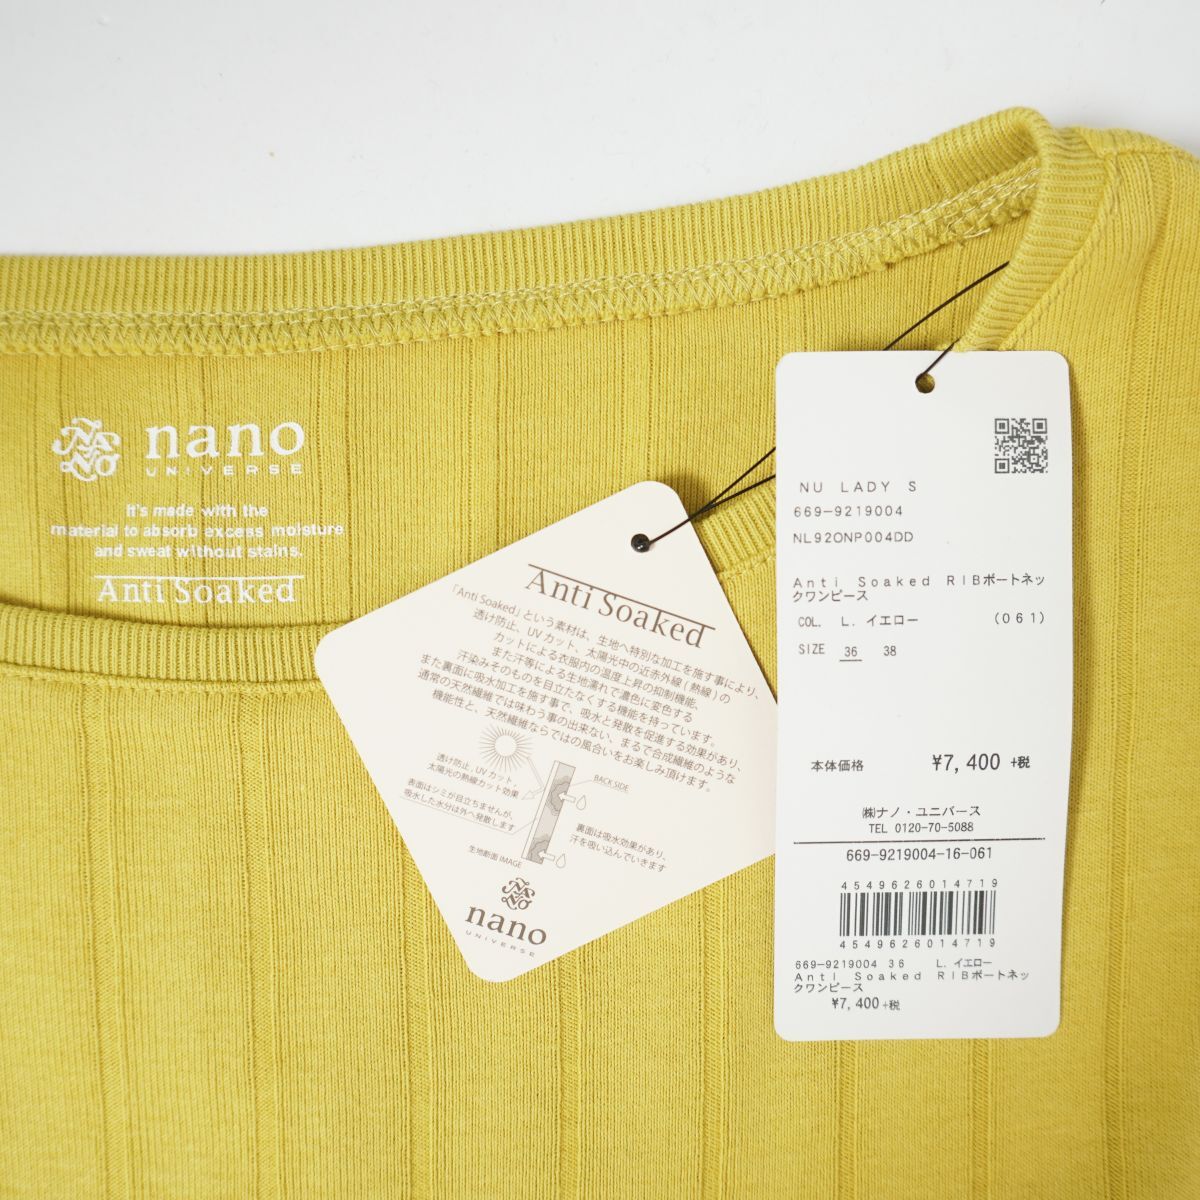 nano
UNIVERSE
It's made with the
material to absorb excess moisture
and sweat without stains.
Anti Soaked
Anti Soaked
「Anti Soaked」という素材は、生地へ特別な加工を施す事により、
透け防止、UVカット、太陽光中の近赤外線(熱線)の
カットによる衣服内の温度上昇の抑制機能、
また汗等による生地濡れで濃色に変色する
汗染みそのものを目立たなくする機能を持っています。
また裏面に吸水加工を施す事で、吸水と発散を促進する効果があり、
通常の天然繊維では味わう事の出来ない、まるで合成繊維のような
機能性と、天然繊維ならではの風合いをお楽しみ頂けます。
透け防止、UVカット、
太陽光の熱線カット効果
表面はシミが目立ちませんが、
吸水した水分は外へ発散します
BACK SIDE
裏面は吸水効果があり、
汗を吸い込んでいきます
生地断面 IMAGE
nano
UNIVERSE
NU LADY S
669-9219004
NL920NP004DD
Anti Soaked RIBボートネッ
クワンピース
COL. L. イエロー (061)
SIZE 36 38
本体価格 ¥7,400 +税
㈱ナノ・ユニバース
TEL 0120-70-5088
669-9219004-16-061
4549626014719
4549626014719
669-9219004 36 L. イエロー
Anti Soaked RIBボートネッ
クワンピース
¥7,400+税